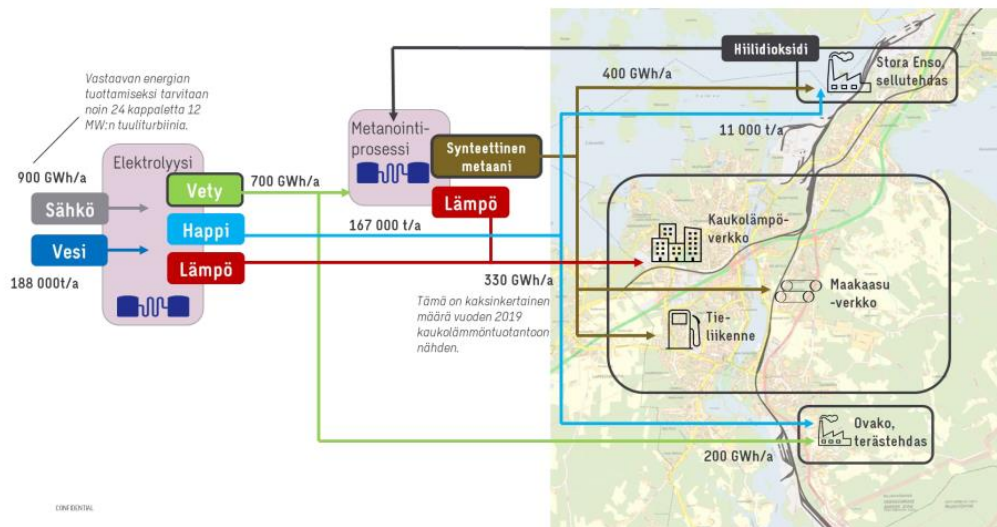 Vastaavan energian
tuottamiseksi tarvitaan
noin 24 kappaletta 12
MW:n tuuliturbiinia.
900 GWh/a
Sähkö
Vesi
188 000t/a
Elektrolyysi
Vety
Happi
Lämpö
700 GWh/a
167 000 t/a
Metanointi-
prosessi
Synteettinen
metaani
Lämpö
330 GWh/a
Tämä on kaksinkertainen
määrä vuoden 2019
kaukolämmöntuotantoon
nähden.
Hiilidioksidi
400 GWh/a
Stora Enso,
sellutehdas
11 000 t/a
Kaukolämpö-
verkko
Maakaasu
-verkko
Tie-
liikenne
Ovako,
terästehdas
200 GWh/a
CONFIDENTIAL